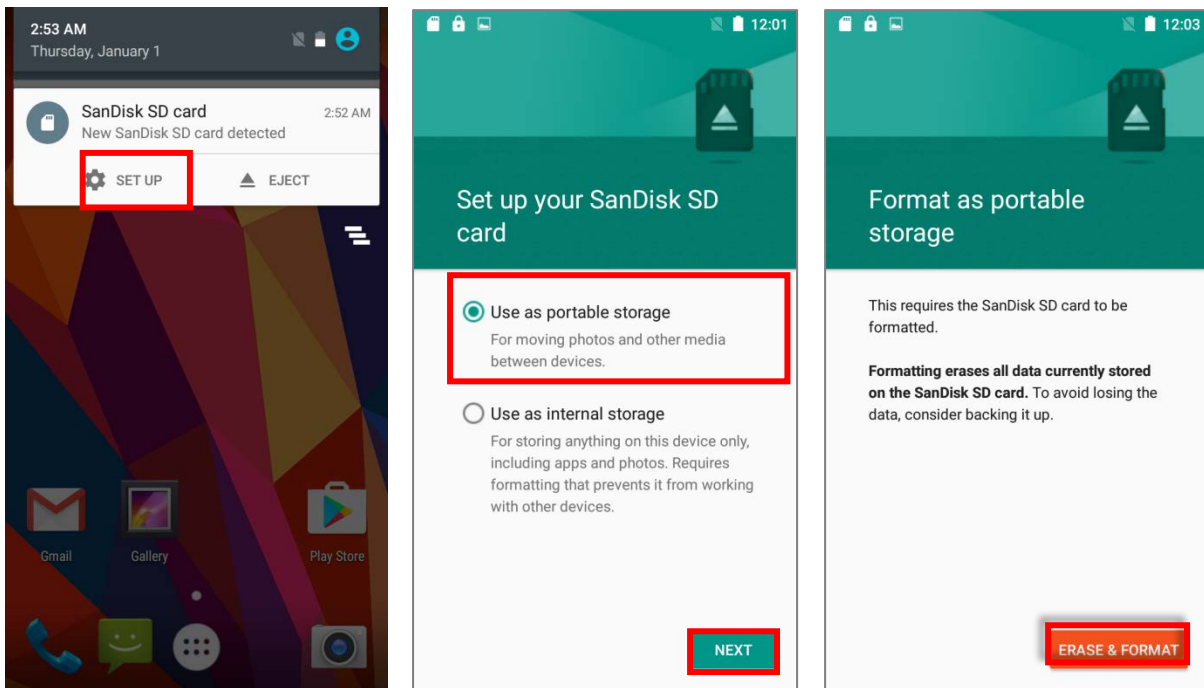 2:53 AM
Thursday, January 1
SanDisk SD card
2:52 AM
New SanDisk SD card detected
SET UP
EJECT
Gmail
Gallery
Play Store
12:01
Set up your SanDisk SD
card
Use as portable storage
For moving photos and other media
between devices.
Use as internal storage
For storing anything on this device only,
including apps and photos. Requires
formatting that prevents it from working
with other devices.
NEXT
12:03
Format as portable
storage
This requires the SanDisk SD card to be
formatted.
Formatting erases all data currently stored
on the SanDisk SD card. To avoid losing the
data, consider backing it up.
ERASE & FORMAT